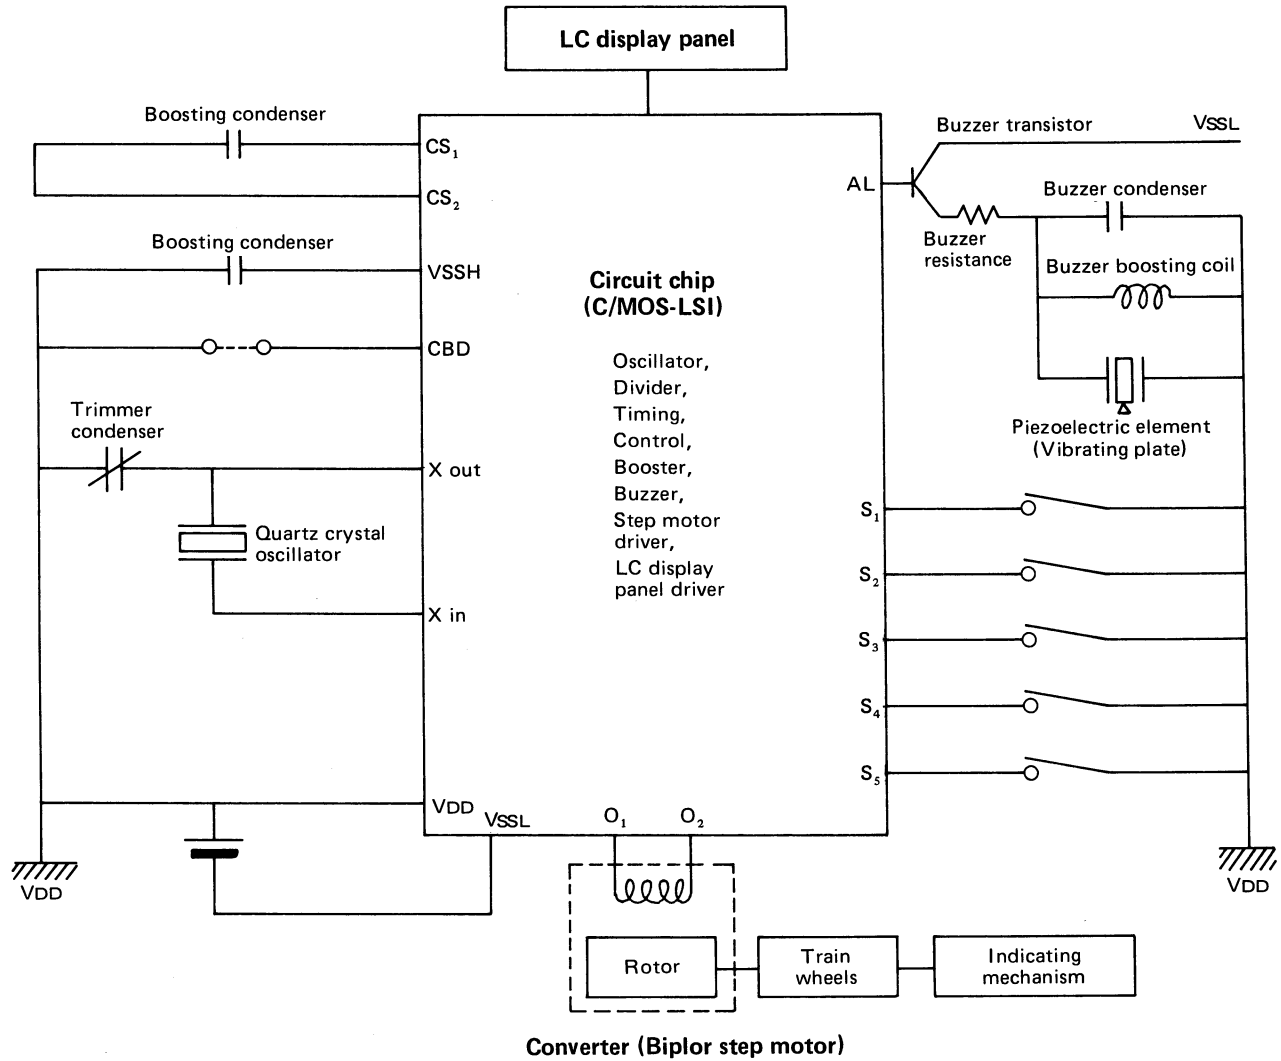 LC display panel
Boosting condenser
CS1
CS2
Boosting condenser
VSSH
CBD
Trimmer
condenser
X out
Quartz crystal
oscillator
X in
VDD
VSSL
VDD
Circuit chip
(C/MOS-LSI)
Oscillator,
Divider,
Timing,
Control,
Booster,
Buzzer,
Step motor
driver,
LC display
panel driver
O1
O2
AL
Buzzer transistor
VSSL
Buzzer condenser
Buzzer
resistance
Buzzer boosting coil
Piezoelectric element
(Vibrating plate)
S1
S2
S3
S4
S5
VDD
Rotor
Train
wheels
Indicating
mechanism
Converter (Biplor step motor)